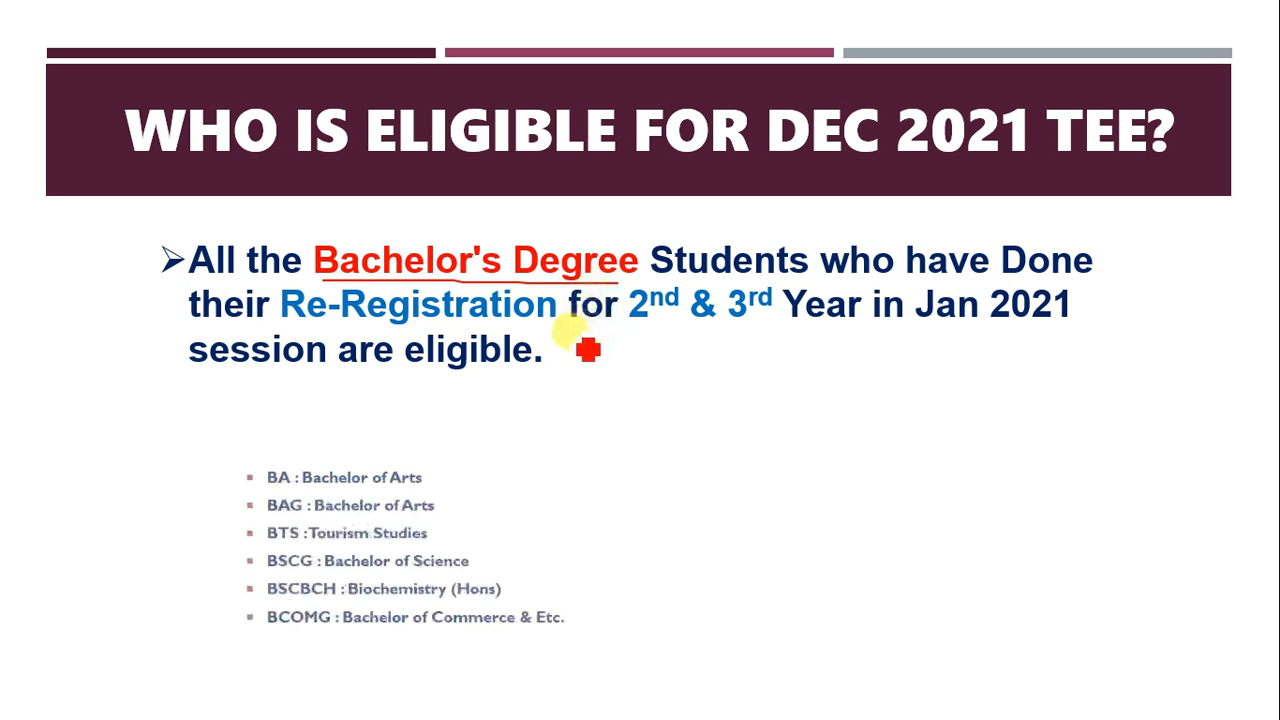 WHO IS ELIGIBLE FOR DEC 2021 TEE?
All the Bachelor's Degree Students who have Done
their Re-Registration for 2nd & 3rd Year in Jan 2021
session are eligible.
BA : Bachelor of Arts
BAG : Bachelor of Arts
BTS : Tourism Studies
BSCG : Bachelor of Science
BSCBCH : Biochemistry (Hons)
BCOMG : Bachelor of Commerce & Etc.